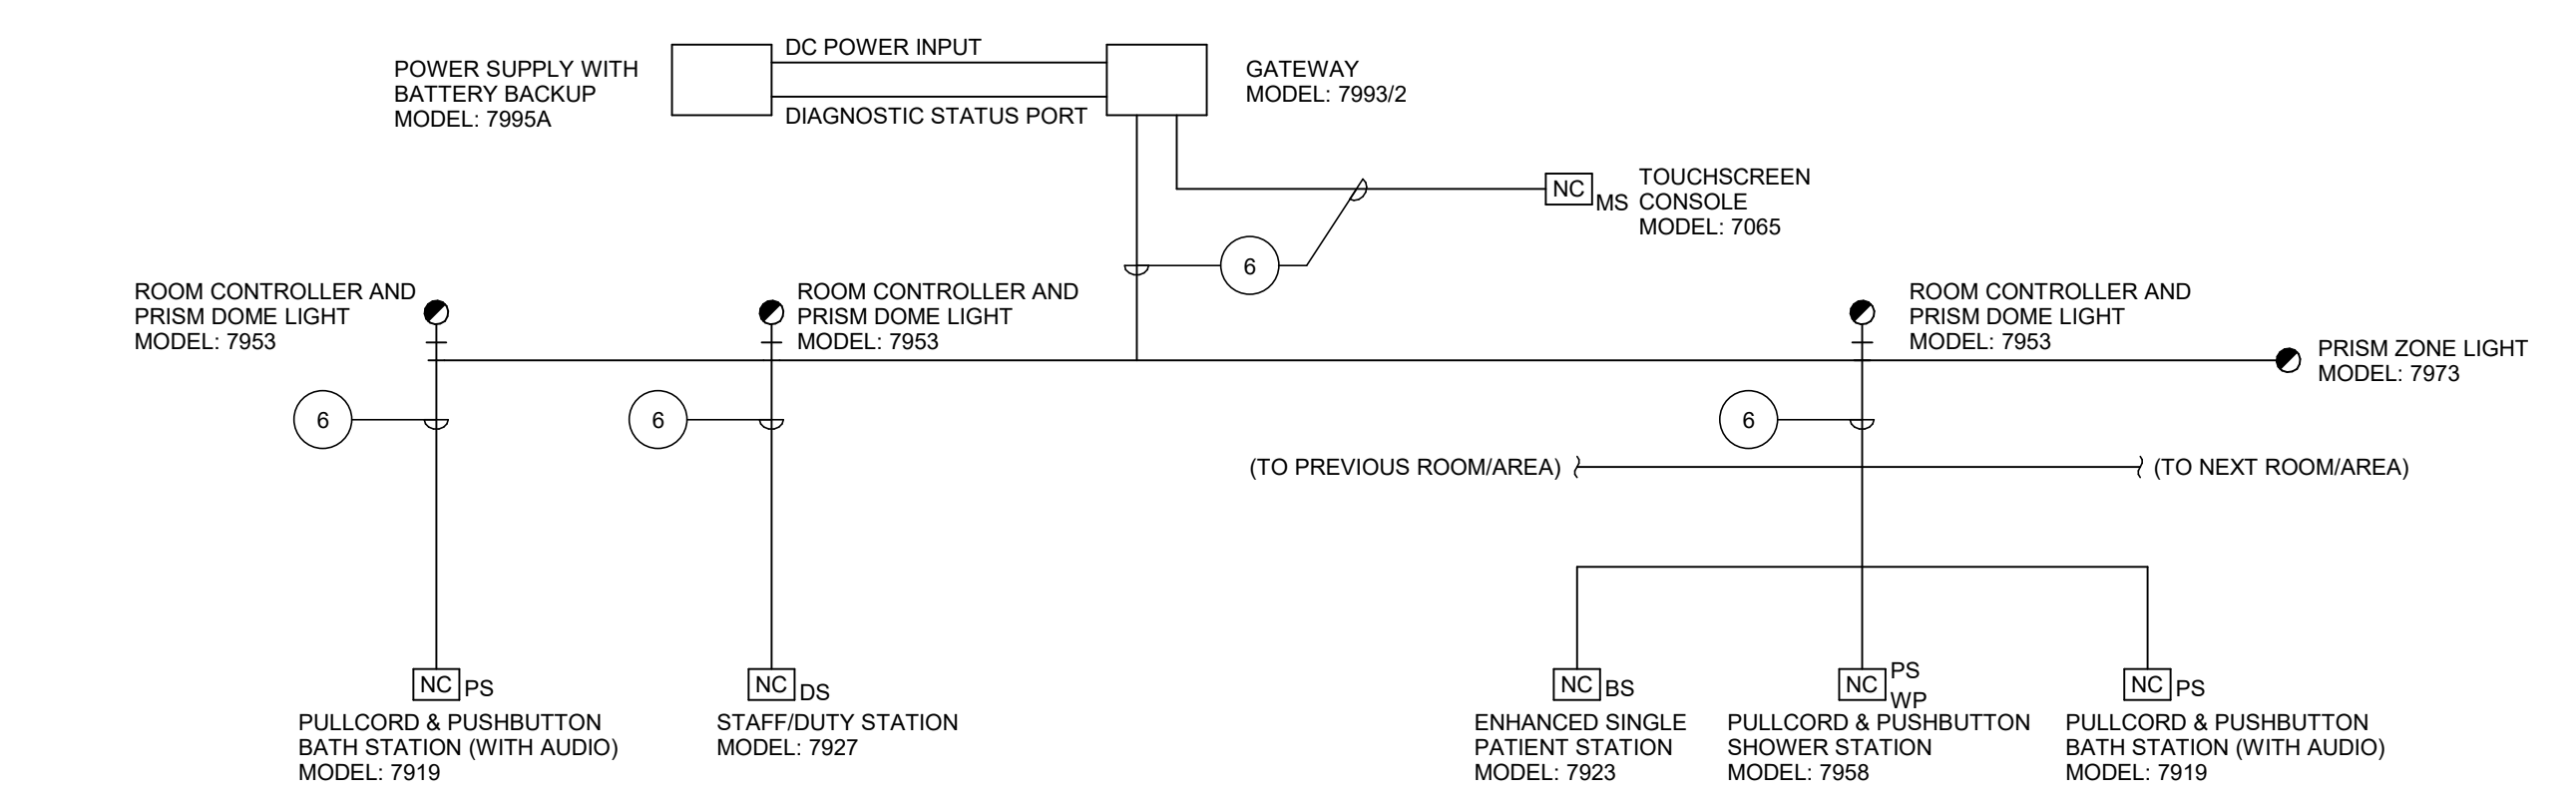 DC POWER INPUT
POWER SUPPLY WITH
BATTERY BACKUP
MODEL: 7995A
DIAGNOSTIC STATUS PORT
GATEWAY
MODEL: 7993/2
NC
MS
TOUCHSCREEN
CONSOLE
MODEL: 7065
6
ROOM CONTROLLER AND
PRISM DOME LIGHT
MODEL: 7953
ROOM CONTROLLER AND
PRISM DOME LIGHT
MODEL: 7953
ROOM CONTROLLER AND
PRISM DOME LIGHT
MODEL: 7953
PRISM ZONE LIGHT
MODEL: 7973
6
6
6
(TO PREVIOUS ROOM/AREA)
(TO NEXT ROOM/AREA)
NC
PS
PULLCORD & PUSHBUTTON
BATH STATION (WITH AUDIO)
MODEL: 7919
NC
DS
STAFF/DUTY STATION
MODEL: 7927
NC
BS
ENHANCED SINGLE
PATIENT STATION
MODEL: 7923
NC
PS
WP
PULLCORD & PUSHBUTTON
SHOWER STATION
MODEL: 7958
NC
PS
PULLCORD & PUSHBUTTON
BATH STATION (WITH AUDIO)
MODEL: 7919